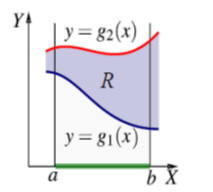 Y
y = g₂(x)
R
y = g₁(x)
a b X